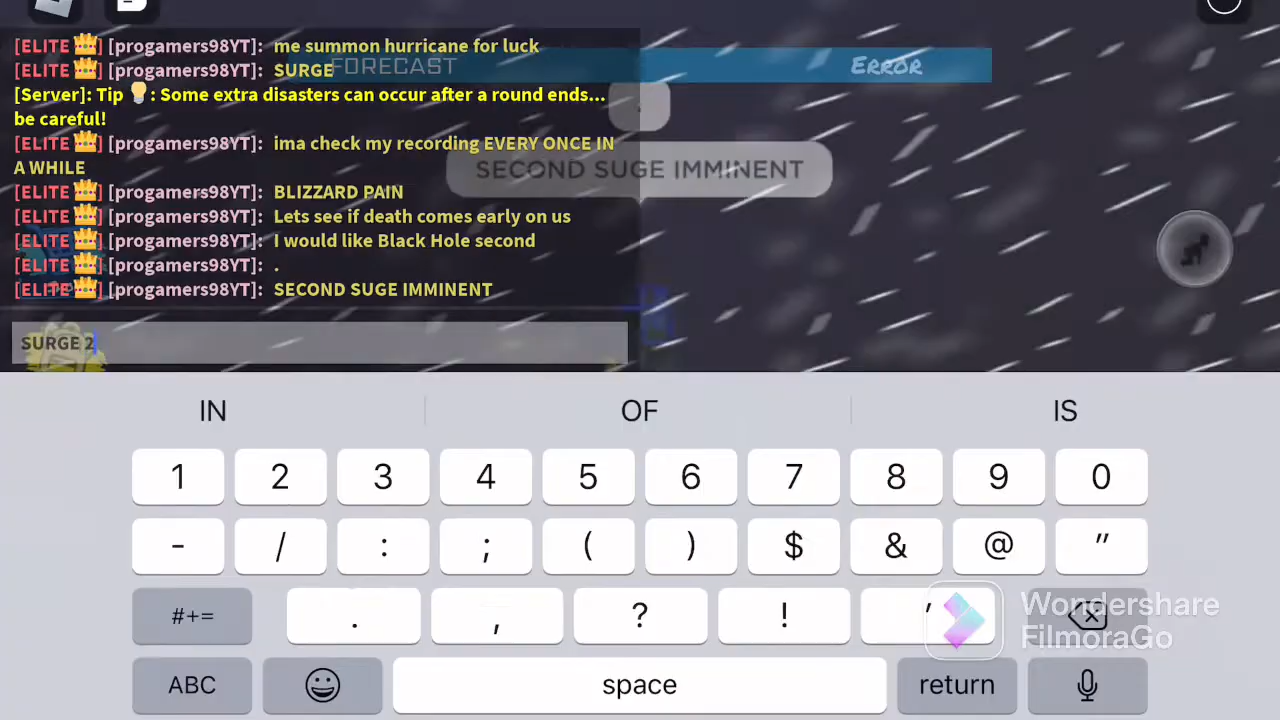 [ELITE👑] [progamers98YT]: me summon hurricane for luck
[ELITE👑] [progamers98YT]: SURGE
FORECAST
ERROR
[Server]: Tip 💡: Some extra disasters can occur after a round ends...
be careful!
[ELITE👑] [progamers98YT]: ima check my recording EVERY ONCE IN
A WHILE
SECOND SUGE IMMINENT
[ELITE👑] [progamers98YT]: BLIZZARD PAIN
[ELITE👑] [progamers98YT]: Lets see if death comes early on us
[ELITE👑] [progamers98YT]: I would like Black Hole second
[ELITE👑] [progamers98YT]: .
[ELITE👑] [progamers98YT]: SECOND SUGE IMMINENT
SURGE 2
IN OF IS
1 2 3 4 5 6 7 8 9 0
- / : ; ( ) $ & @ "
#+= . , ? ! '
Wondershare
FilmoraGo
ABC space return